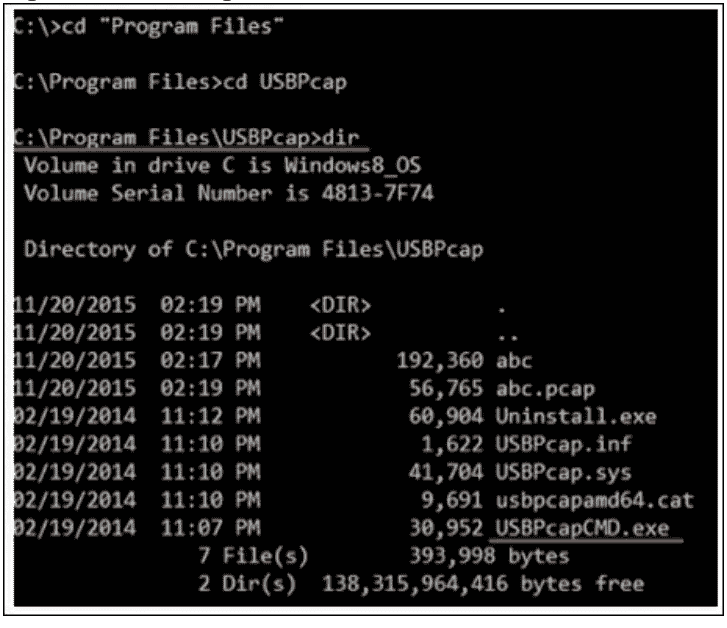 C:\>cd "Program Files"
C:\Program Files>cd USBPcap
C:\Program Files\USBPcap>dir
Volume in drive C is Windows8_OS
Volume Serial Number is 4813-7F74
Directory of C:\Program Files\USBPcap
11/20/2015 02:19 PM <DIR> .
11/20/2015 02:19 PM <DIR> ..
11/20/2015 02:17 PM 192,360 abc
11/20/2015 02:19 PM 56,765 abc.pcap
02/19/2014 11:12 PM 60,904 Uninstall.exe
02/19/2014 11:10 PM 1,622 USBPcap.inf
02/19/2014 11:10 PM 41,704 USBPcap.sys
02/19/2014 11:10 PM 9,691 usbpcapamd64.cat
02/19/2014 11:07 PM 30,952 USBPcapCMD.exe
7 File(s) 393,998 bytes
2 Dir(s) 138,315,964,416 bytes free